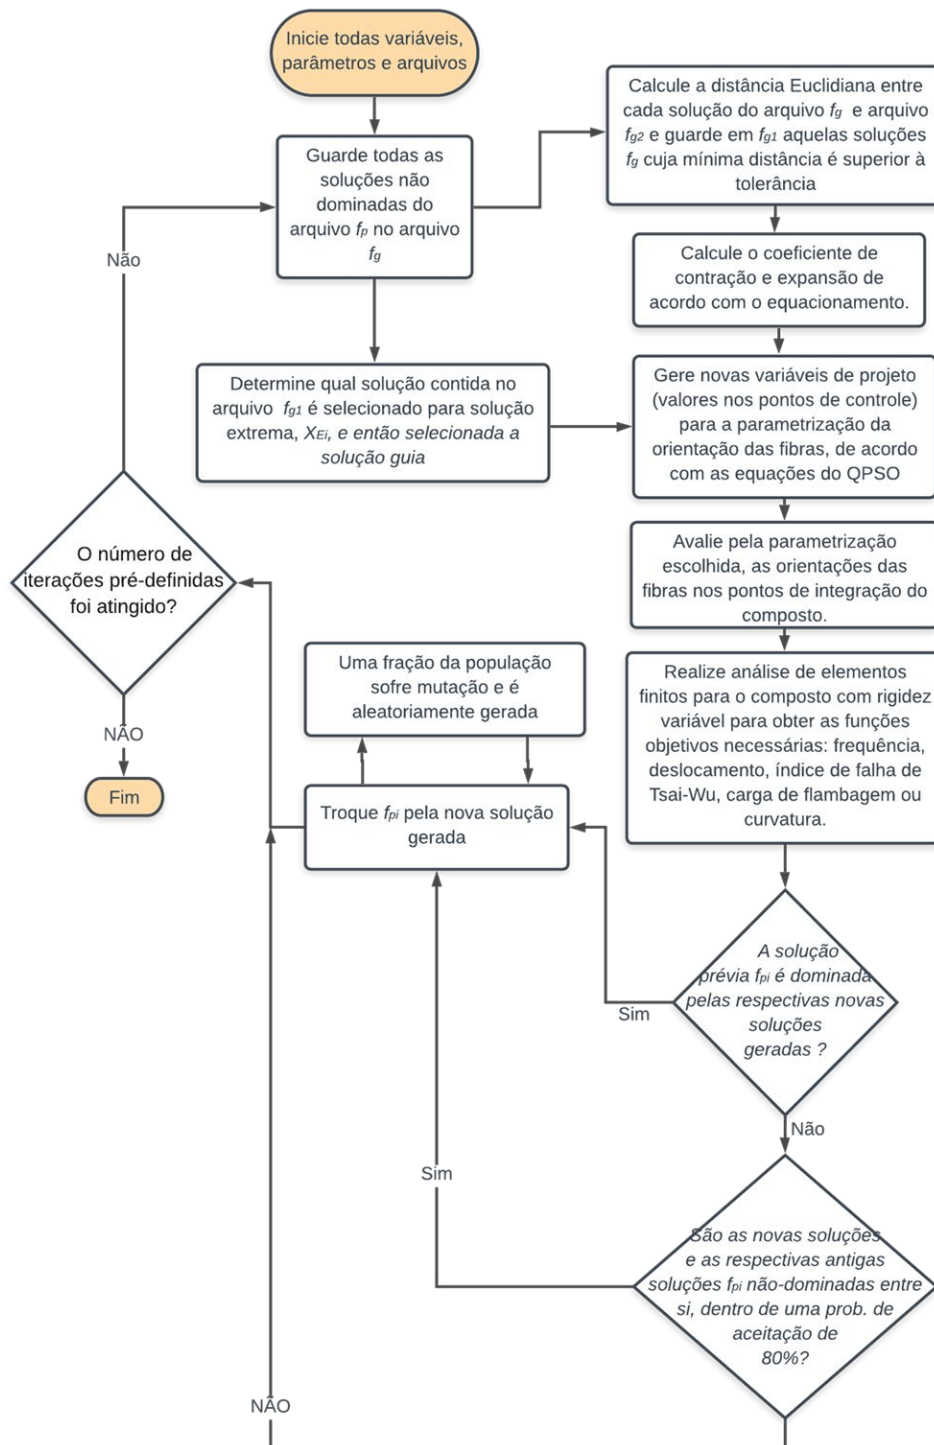 Inicie todas variáveis,
parâmetros e arquivos
Guarde todas as
soluções não
dominadas do
arquivo fp no arquivo
fg
Calcule a distância Euclidiana entre
cada solução do arquivo fg e arquivo
fg2 e guarde em fg1 aquelas soluções
fg cuja mínima distância é superior à
tolerância
Calcule o coeficiente de
contração e expansão de
acordo com o equacionamento.
Determine qual solução contida no
arquivo fg1 é selecionado para solução
extrema, XEi, e então selecionada a
solução guia
Gere novas variáveis de projeto
(valores nos pontos de controle)
para a parametrização da
orientação das fibras, de acordo
com as equações do QPSO
Avalie pela parametrização
escolhida, as orientações das
fibras nos pontos de integração do
composto.
Realize análise de elementos
finitos para o composto com rigidez
variável para obter as funções
objetivos necessárias: frequência,
deslocamento, índice de falha de
Tsai-Wu, carga de flambagem ou
curvatura.
A solução
prévia fpi é dominada
pelas respectivas novas
soluções
geradas ?
Sim
Não
São as novas soluções
e as respectivas antigas
soluções fpi não-dominadas entre
si, dentro de uma prob. de
aceitação de
80%?
Sim
NÃO
Troque fpi pela nova solução
gerada
Uma fração da população
sofre mutação e é
aleatoriamente gerada
O número de
iterações pré-definidas
foi atingido?
Não
NÃO
Fim